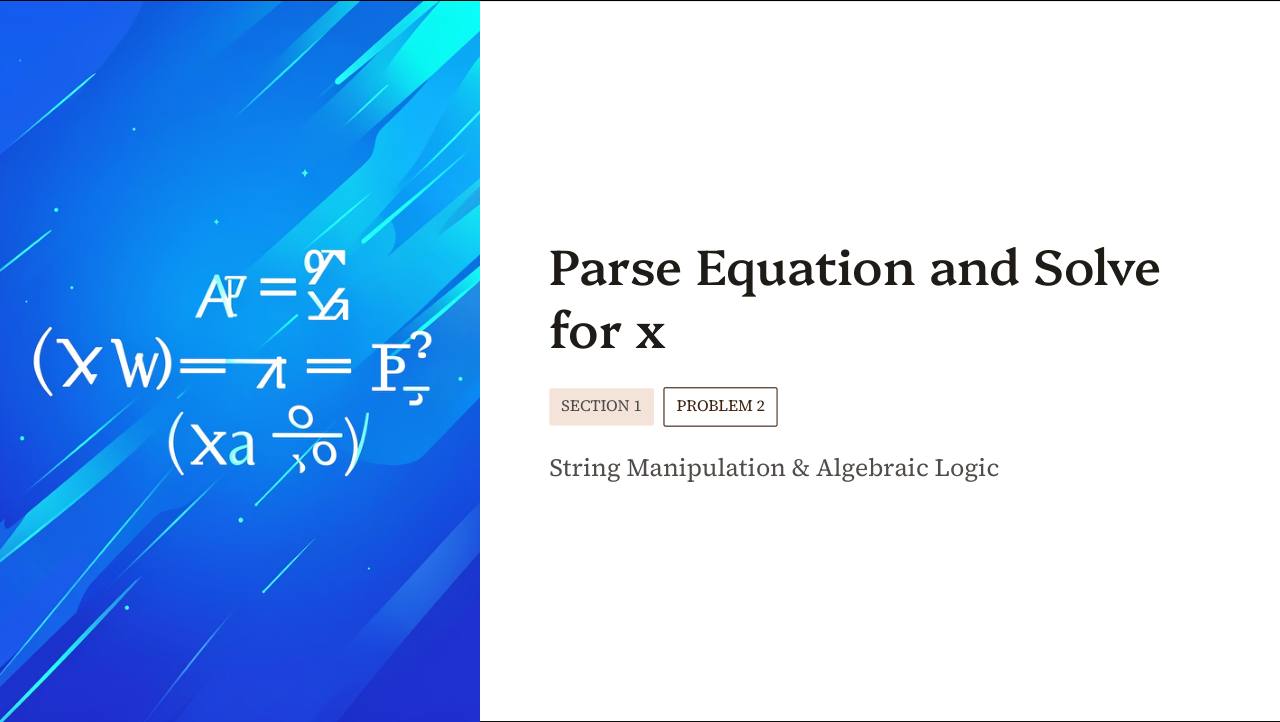 Parse Equation and Solve
for x
SECTION 1 PROBLEM 2
String Manipulation & Algebraic Logic